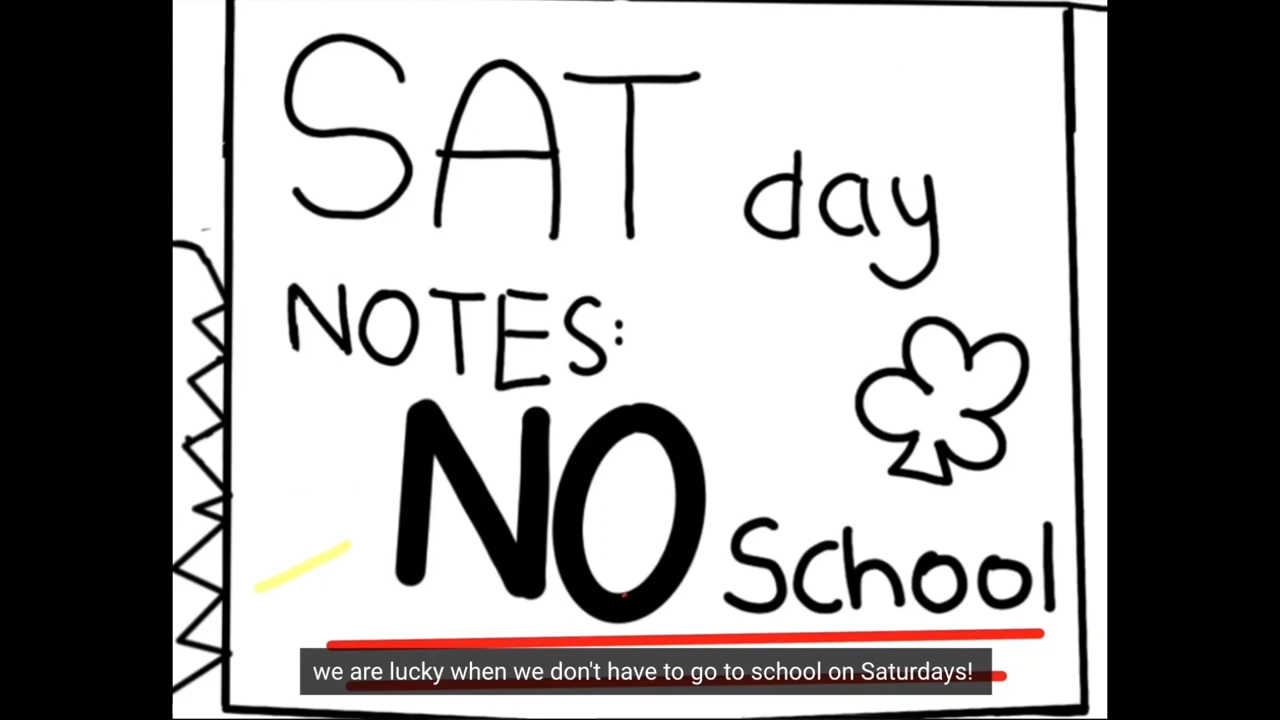 SAT day
NOTES:
NO School
we are lucky when we don't have to go to school on Saturdays!